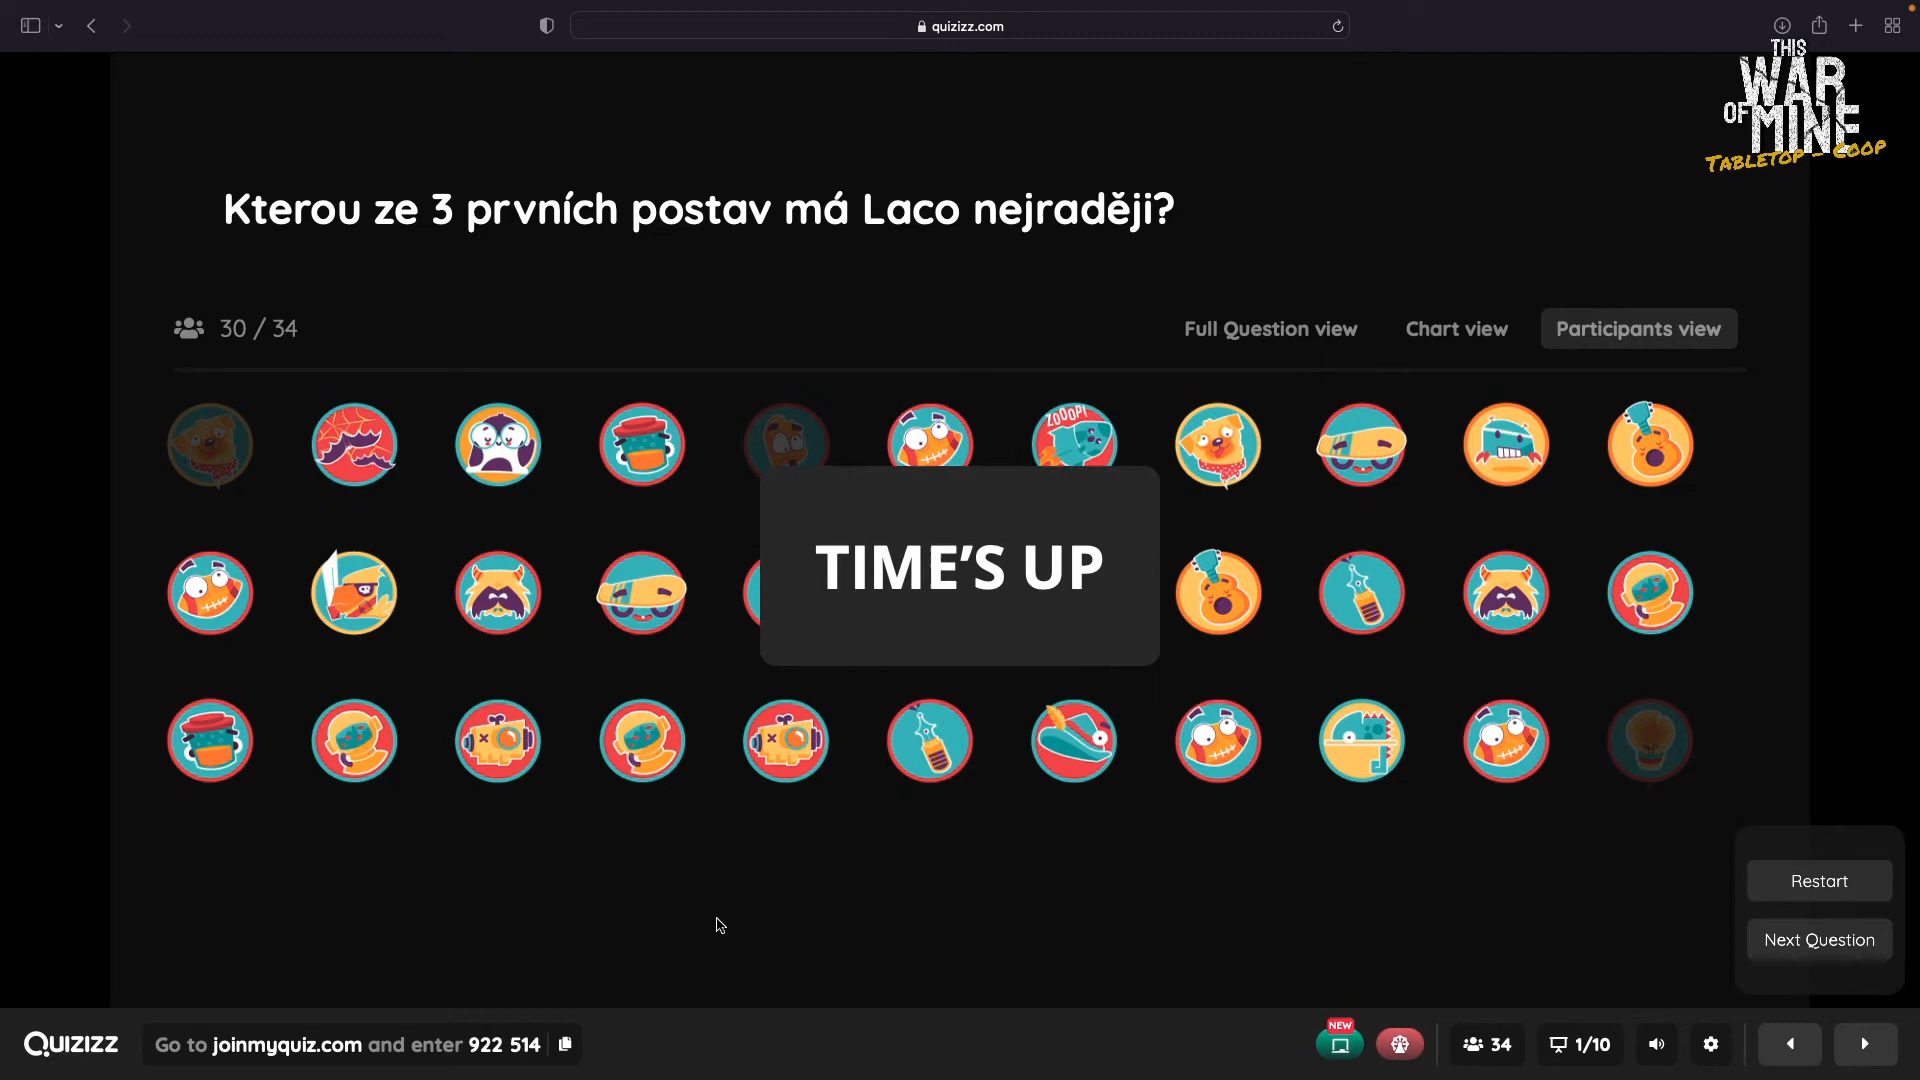 quizizz.com
THIS
WAR
OF MINE
TABLETOP - COOP
Kterou ze 3 prvních postav má Laco nejraději?
30 / 34
Full Question view
Chart view
Participants view
ZOOOP!
TIME'S UP
Restart
Next Question
QUIZIZZ
Go to joinmyquiz.com and enter 922 514
NEW
34
1/10